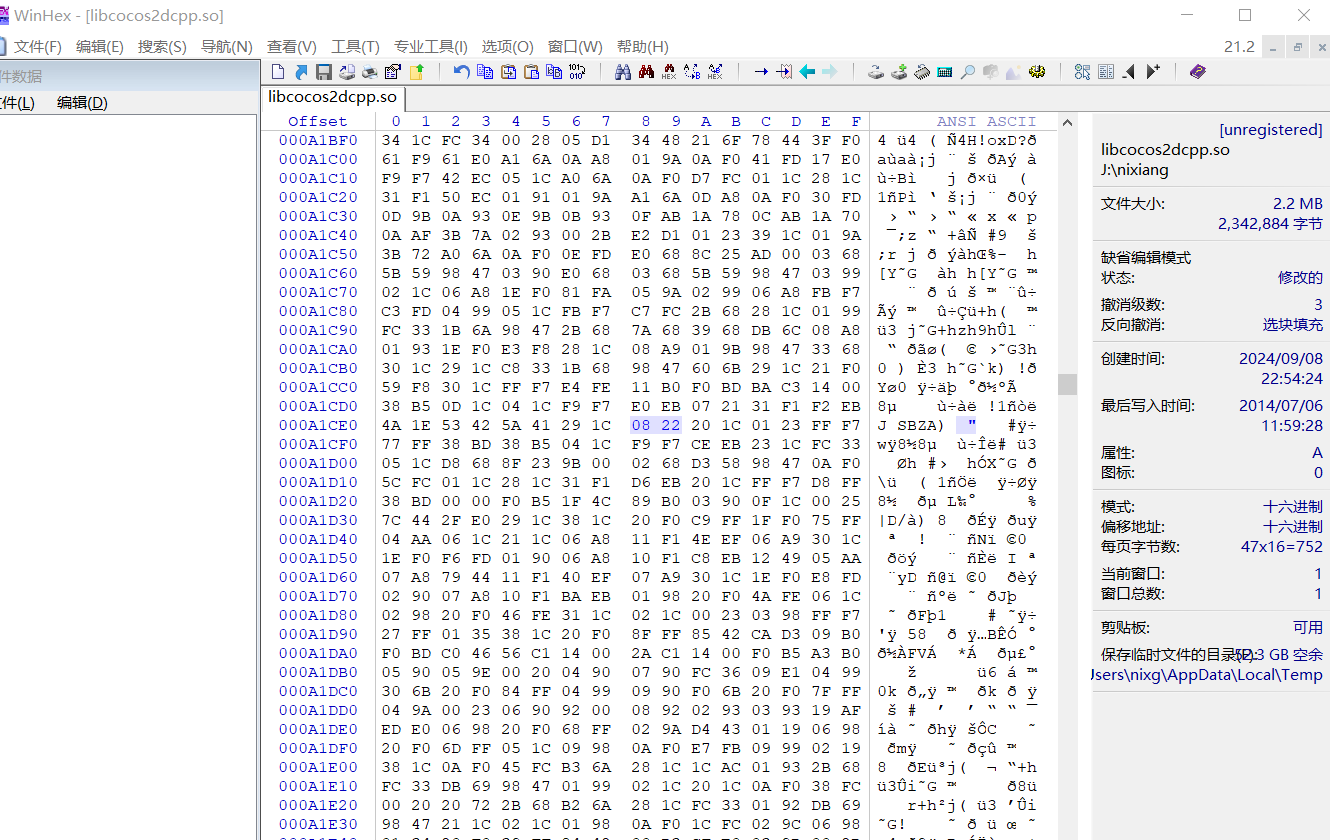 WinHex - [libcocos2dcpp.so]
文件(F) 编辑(E) 搜索(S) 导航(N) 查看(V) 工具(T) 专业工具(I) 选项(O) 窗口(W) 帮助(H) 21.2
件数据
编辑(D)
libcocos2dcpp.so
Offset 0 1 2 3 4 5 6 7 8 9 A B C D E F ANSI ASCII
000A1BF0 34 1C FC 34 00 28 05 D1 34 48 21 6F 78 44 3F F0 4 ü4 ( Ñ4H!oxD?ð
000A1C00 61 F9 61 E0 A1 6A 0A A8 01 9A 0A F0 41 FD 17 E0 aùaà¡j ¨ š ðAý à
000A1C10 F9 F7 42 EC 05 1C A0 6A 0A F0 D7 FC 01 1C 28 1C ù÷Bì j ð×ü (
000A1C20 31 F1 50 EC 01 91 01 9A A1 6A 0D A8 0A F0 30 FD 1ñPì ‘ š¡j ¨ ð0ý
000A1C30 0D 9B 0A 93 0E 9B 0B 93 0F AB 1A 78 0C AB 1A 70 › “ › “ « x « p
000A1C40 0A AF 3B 7A 02 93 00 2B E2 D1 01 23 39 1C 01 9A ¯;z “ +âÑ #9 š
000A1C50 3B 72 A0 6A 0A F0 0E FD E0 68 8C 25 AD 00 03 68 ;r j ð ýàhŒ%­ h
000A1C60 5B 59 98 47 03 90 E0 68 03 68 5B 59 98 47 03 99 [Y˜G àh h[Y˜G ™
000A1C70 02 1C 06 A8 1E F0 81 FA 05 9A 02 99 06 A8 FB F7 ¨ ð ú š ™ ¨û÷
000A1C80 C3 FD 04 99 05 1C FB F7 C7 FC 2B 68 28 1C 01 99 Ãý ™ û÷Çü+h( ™
000A1C90 FC 33 1B 6A 98 47 2B 68 7A 68 39 68 DB 6C 08 A8 ü3 j˜G+hzh9hÛl ¨
000A1CA0 01 93 1E F0 E3 F8 28 1C 08 A9 01 9B 98 47 33 68 “ ðãø( © ›˜G3h
000A1CB0 30 1C 29 1C C8 33 1B 68 98 47 60 6B 29 1C 21 F0 0 ) È3 h˜G`k) !ð
000A1CC0 59 F8 30 1C FF F7 E4 FE 11 B0 F0 BD BA C3 14 00 Yø0 ÿ÷äþ °ð½ºÃ
000A1CD0 38 B5 0D 1C 04 1C F9 F7 E0 EB 07 21 31 F1 F2 EB 8µ ù÷àë !1ñòë
000A1CE0 4A 1E 53 42 5A 41 29 1C 08 22 20 1C 01 23 FF F7 J SBZA) " #ÿ÷
000A1CF0 77 FF 38 BD 38 B5 04 1C F9 F7 CE EB 23 1C FC 33 wÿ8½8µ ù÷Îë# ü3
000A1D00 05 1C D8 68 8F 23 9B 00 02 68 D3 58 98 47 0A F0 Øh #› hÓX˜G ð
000A1D10 5C FC 01 1C 28 1C 31 F1 D6 EB 20 1C FF F7 D8 FF \ü ( 1ñÖë ÿ÷Øÿ
000A1D20 38 BD 00 00 F0 B5 1F 4C 89 B0 03 90 0F 1C 00 25 8½ ðµ L‰° %
000A1D30 7C 44 2F E0 29 1C 38 1C 20 F0 C9 FF 1F F0 75 FF |D/à) 8 ðÉÿ ðuÿ
000A1D40 04 AA 06 1C 21 1C 06 A8 11 F1 4E EF 06 A9 30 1C ª ! ¨ ñNï ©0
000A1D50 1E F0 F6 FD 01 90 06 A8 10 F1 C8 EB 12 49 05 AA ðöý ¨ ñÈë I ª
000A1D60 07 A8 79 44 11 F1 40 EF 07 A9 30 1C 1E F0 E8 FD ¨yD ñ@ï ©0 ðèý
000A1D70 02 90 07 A8 10 F1 BA EB 01 98 20 F0 4A FE 06 1C ¨ ñºë ˜ ðJþ
000A1D80 02 98 20 F0 46 FE 31 1C 02 1C 00 23 03 98 FF F7 ˜ ðFþ1 # ˜ÿ÷
000A1D90 27 FF 01 35 38 1C 20 F0 8F FF 85 42 CA D3 09 B0 'ÿ 58 ð ÿ…BÊÓ °
000A1DA0 F0 BD C0 46 56 C1 14 00 2A C1 14 00 F0 B5 A3 B0 ð½ÀFVÁ *Á ðµ£°
000A1DB0 05 90 05 9E 00 20 04 90 07 90 FC 36 09 E1 04 99 ž ü6 á ™
000A1DC0 30 6B 20 F0 84 FF 04 99 09 90 F0 6B 20 F0 7F FF 0k ð„ÿ ™ ðk ð ÿ
000A1DD0 04 9A 00 23 06 90 92 00 08 92 02 93 03 93 19 AF š # ’ ’ “ “ ¯
000A1DE0 ED E0 06 98 20 F0 68 FF 02 9A D4 43 01 19 06 98 íà ˜ ðhÿ šÔC ˜
000A1DF0 20 F0 6D FF 05 1C 09 98 0A F0 E7 FB 09 99 02 19 ðmÿ ˜ ðçû ™
000A1E00 38 1C 0A F0 45 FC B3 6A 28 1C 1C AC 01 93 2B 68 8 ðEü³j( ¬ “+h
000A1E10 FC 33 DB 69 98 47 01 99 02 1C 20 1C 0A F0 38 FC ü3Ûi˜G ™ ð8ü
000A1E20 00 20 20 72 2B 68 B2 6A 28 1C FC 33 01 92 DB 69 r+h²j( ü3 ’Ûi
000A1E30 98 47 21 1C 02 1C 01 98 0A F0 1C FC 02 9C 06 98 ˜G! ˜ ð ü œ ˜
[unregistered]
libcocos2dcpp.so
J:\nixiang
文件大小: 2.2 MB
2,342,884 字节
缺省编辑模式
状态: 修改的
撤消级数: 3
反向撤消: 选块填充
创建时间: 2024/09/08
22:54:24
最后写入时间: 2014/07/06
11:59:28
属性: A
图标: 0
模式: 十六进制
偏移地址: 十六进制
每页字节数: 47x16=752
当前窗口: 1
窗口总数: 1
剪贴板: 可用
保存临时文件的目录 GB 空余
Users\nixg\AppData\Local\Temp